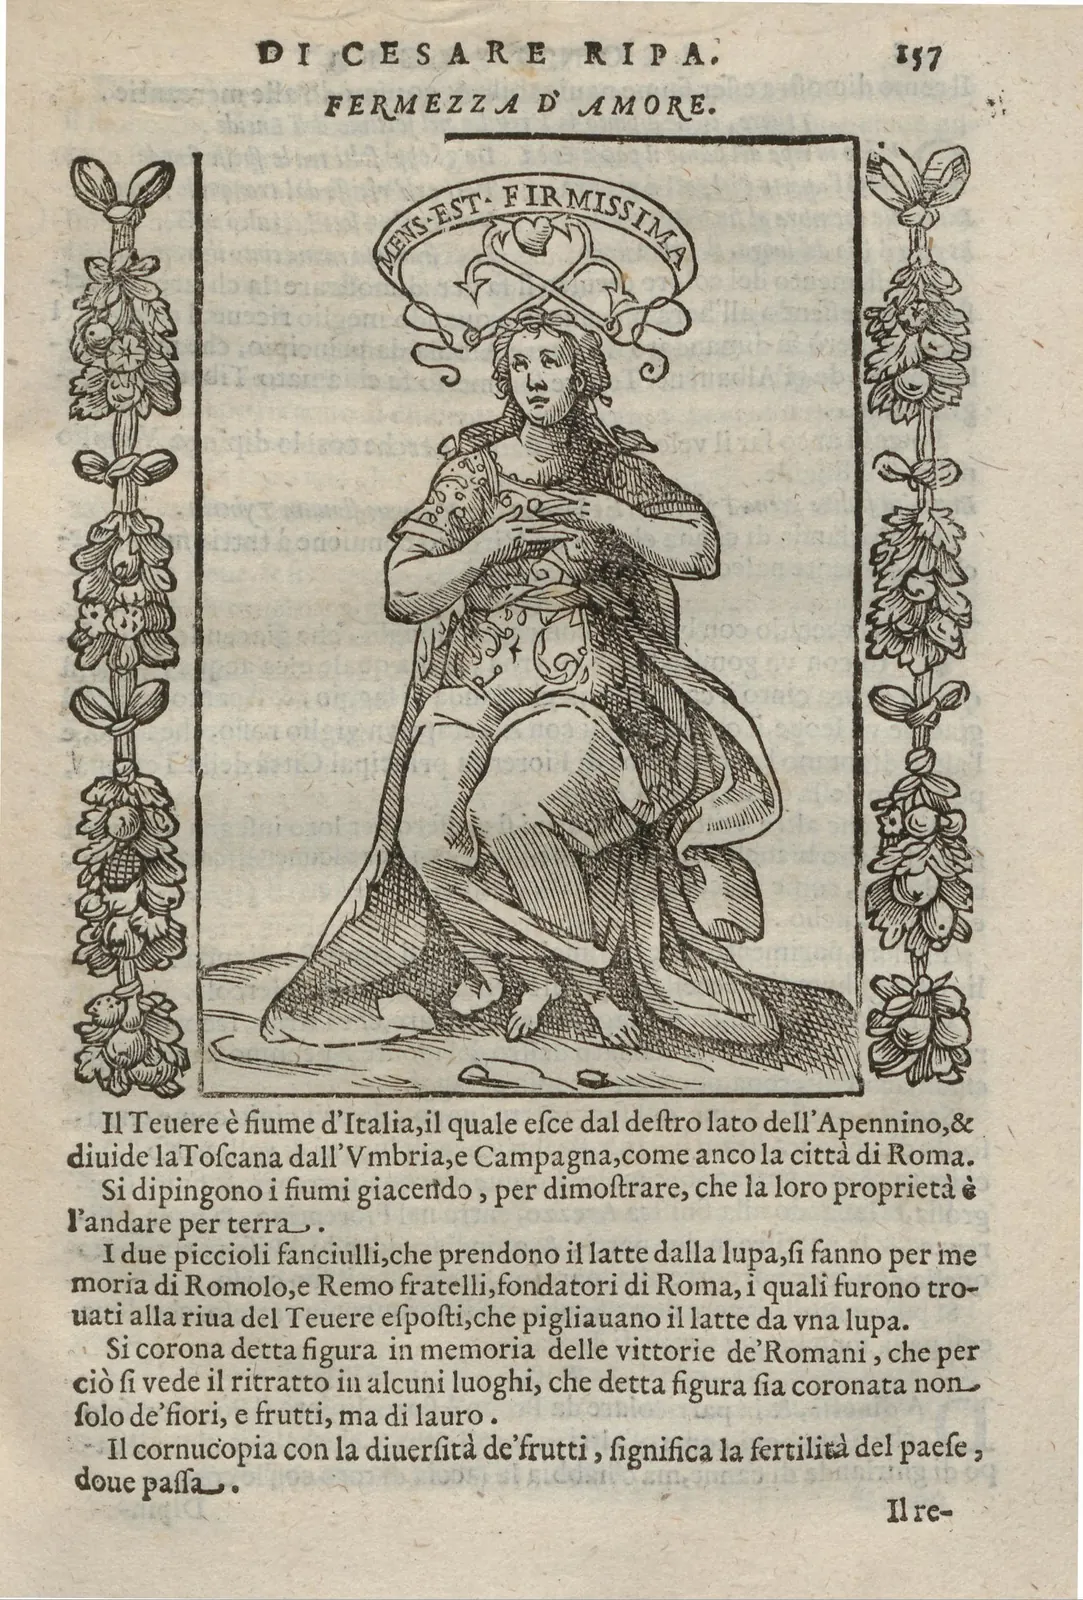 DI CESARE RIPA. 157
FERMEZZA D' AMORE.
MENS·EST·FIRMISSIMA
Il Teuere è fiume d'Italia,il quale eſce dal deſtro lato dell'Apennino,&
diuide laToſcana dall'Vmbria,e Campagna,come anco la città di Roma.
Si dipingono i fiumi giacendo, per dimoſtrare, che la loro proprietà è
l'andare per terra.
I due piccioli fanciulli,che prendono il latte dalla lupa,ſi fanno per me
moria di Romolo,e Remo fratelli,fondatori di Roma, i quali furono tro-
uati alla riua del Teuere eſpoſti,che pigliauano il latte da vna lupa.
Si corona detta figura in memoria delle vittorie de'Romani, che per
ciò ſi vede il ritratto in alcuni luoghi, che detta figura ſia coronata non
ſolo de'fiori, e frutti, ma di lauro.
Il cornucopia con la diuerſità de'frutti, ſignifica la fertilità del paeſe,
doue paſſa.
Il re-